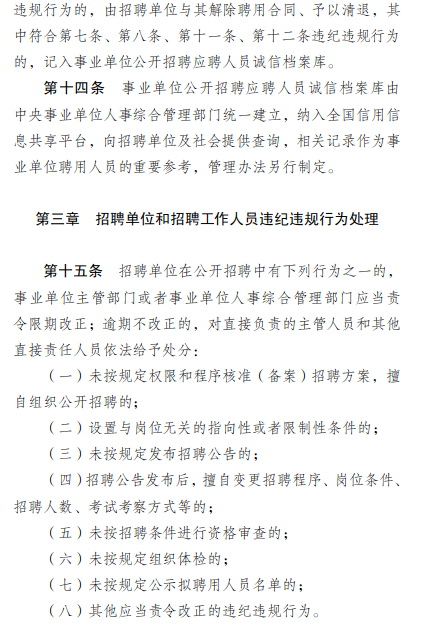 违规行为的，由招聘单位与其解除聘用合同、予以清退，其
中符合第七条、第八条、第十一条、第十二条违纪违规行为
的，记入事业单位公开招聘应聘人员诚信档案库。
第十四条　事业单位公开招聘应聘人员诚信档案库由
中央事业单位人事综合管理部门统一建立，纳入全国信用信
息共享平台，向招聘单位及社会提供查询，相关记录作为事
业单位聘用人员的重要参考，管理办法另行制定。
第三章　招聘单位和招聘工作人员违纪违规行为处理
第十五条　招聘单位在公开招聘中有下列行为之一的，
事业单位主管部门或者事业单位人事综合管理部门应当责
令限期改正；逾期不改正的，对直接负责的主管人员和其他
直接责任人员依法给予处分：
（一）未按规定权限和程序核准（备案）招聘方案，擅
自组织公开招聘的；
（二）设置与岗位无关的指向性或者限制性条件的；
（三）未按规定发布招聘公告的；
（四）招聘公告发布后，擅自变更招聘程序、岗位条件、
招聘人数、考试考察方式等的；
（五）未按招聘条件进行资格审查的；
（六）未按规定组织体检的；
（七）未按规定公示拟聘用人员名单的；
（八）其他应当责令改正的违纪违规行为。